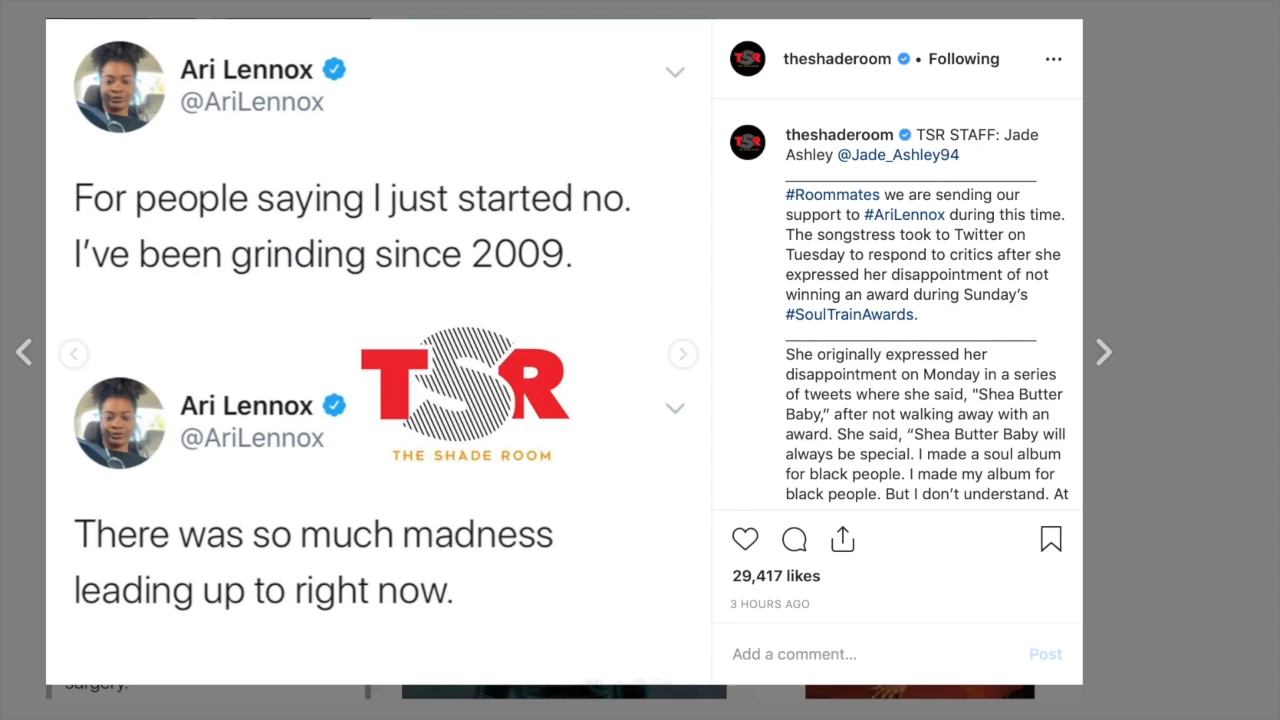 Ari Lennox
@AriLennox
For people saying I just started no.
I've been grinding since 2009.
TSR
THE SHADE ROOM
Ari Lennox
@AriLennox
There was so much madness
leading up to right now.
TSR
theshaderoom • Following
TSR
theshaderoom TSR STAFF: Jade
Ashley @Jade_Ashley94
#Roommates we are sending our
support to #AriLennox during this time.
The songstress took to Twitter on
Tuesday to respond to critics after she
expressed her disappointment of not
winning an award during Sunday's
#SoulTrainAwards.
She originally expressed her
disappointment on Monday in a series
of tweets where she said, "Shea Butter
Baby,” after not walking away with an
award. She said, “Shea Butter Baby will
always be special. I made a soul album
for black people. I made my album for
black people. But I don't understand. At
29,417 likes
3 HOURS AGO
Add a comment... Post
surgery.